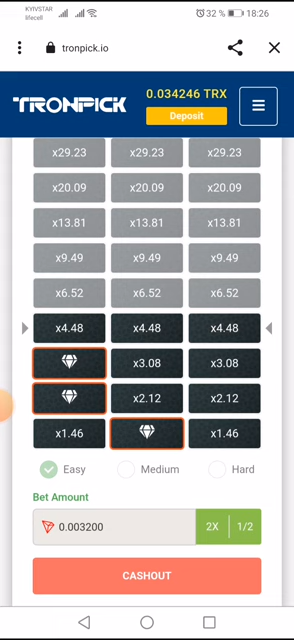 KYIVSTAR
lifecell
32 % 18:26
tronpick.io
TRONPICK
0.034246 TRX
Deposit
x29.23 x29.23 x29.23
x20.09 x20.09 x20.09
x13.81 x13.81 x13.81
x9.49 x9.49 x9.49
x6.52 x6.52 x6.52
x4.48 x4.48 x4.48
x3.08 x3.08
x2.12 x2.12
x1.46 x1.46
Easy Medium Hard
Bet Amount
0.003200 2X 1/2
CASHOUT